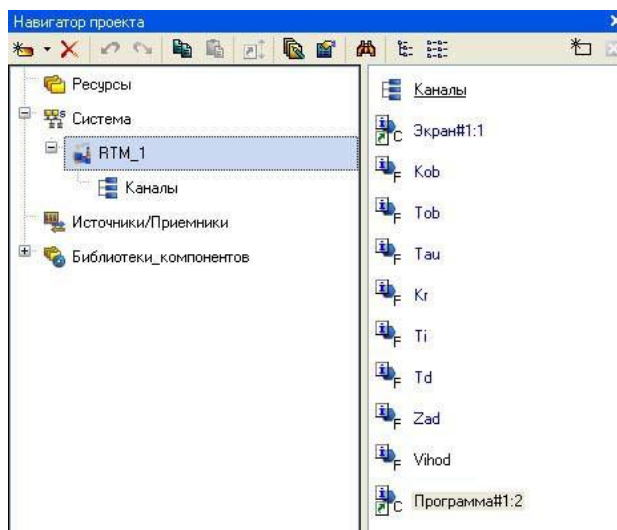 Навигатор проекта
Ресурсы
Система
RTM_1
Каналы
Источники/Приемники
Библиотеки_компонентов
Каналы
C Экран#1:1
F Kob
F Tob
F Tau
F Kr
F Ti
F Td
F Zad
F Vihod
C Программа#1:2